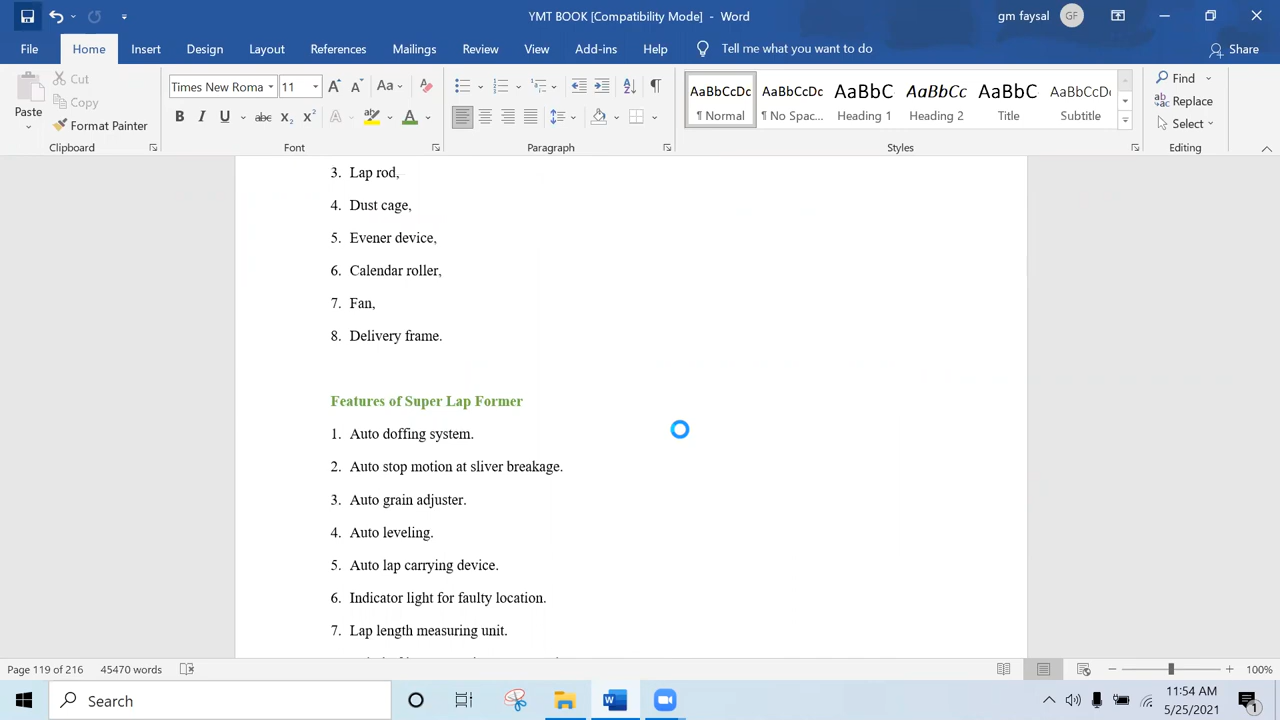 YMT BOOK [Compatibility Mode] - Word
gm faysal
GF
File Home Insert Design Layout References Mailings Review View Add-ins Help Tell me what you want to do Share
Cut
Copy
Paste
Format Painter
Clipboard
Times New Roma 11
Font
Paragraph
AaBbCcDc AaBbCcDc AaBbC AaBbCc AaBbC AaBbCcDc
¶ Normal ¶ No Spac... Heading 1 Heading 2 Title Subtitle
Styles
Find
Replace
Select
Editing
3. Lap rod,
4. Dust cage,
5. Evener device,
6. Calendar roller,
7. Fan,
8. Delivery frame.
Features of Super Lap Former
1. Auto doffing system.
2. Auto stop motion at sliver breakage.
3. Auto grain adjuster.
4. Auto leveling.
5. Auto lap carrying device.
6. Indicator light for faulty location.
7. Lap length measuring unit.
Page 119 of 216 45470 words
100%
Search
11:54 AM
5/25/2021
1